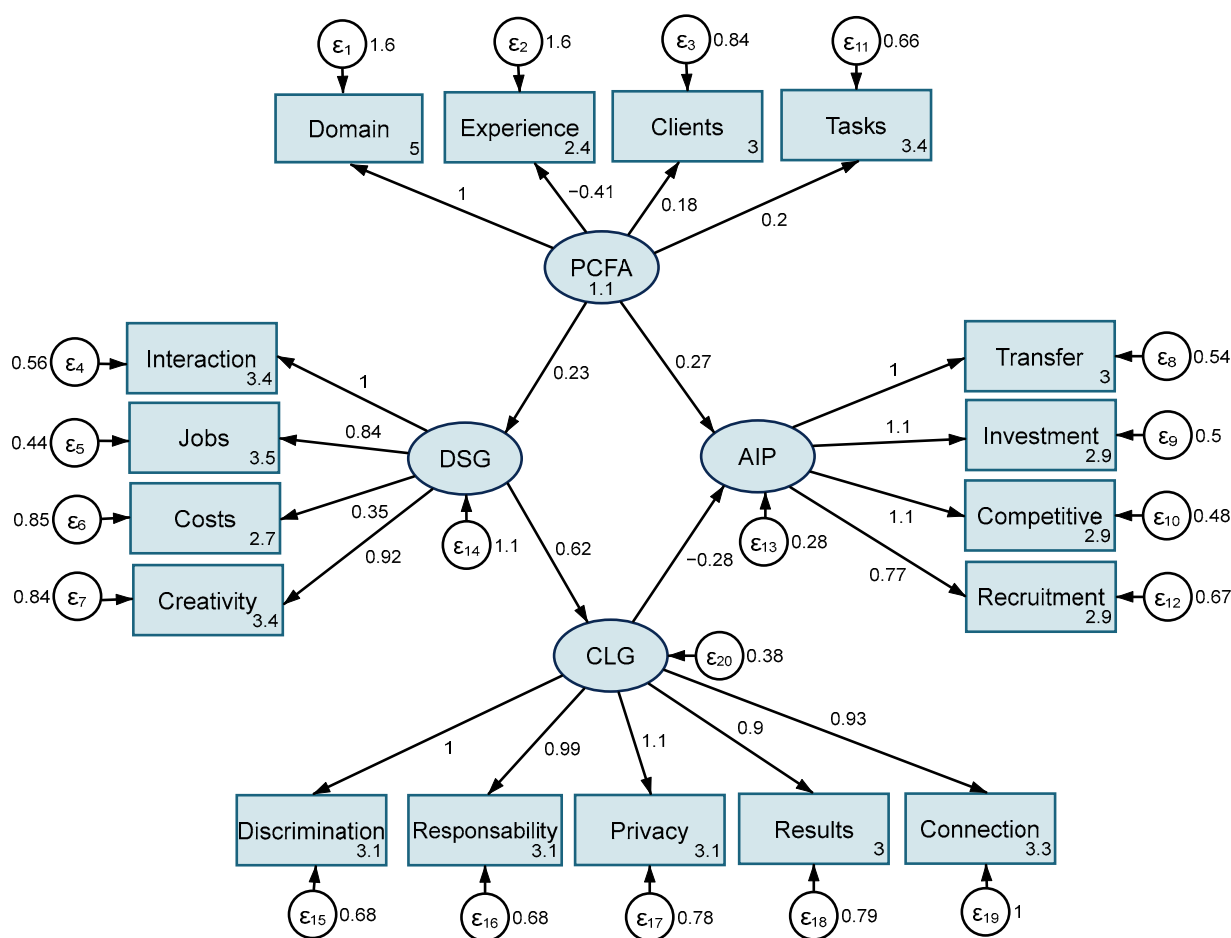 ε1 1.6 ε2 1.6 ε3 0.84 ε11 0.66
Domain 5
Experience 2.4
Clients 3
Tasks 3.4
1 −0.41 0.18 0.2
PCFA
1.1
0.23 0.27
0.56 ε4 Interaction 3.4
0.44 ε5 Jobs 3.5
0.85 ε6 Costs 2.7
0.84 ε7 Creativity 3.4
1
0.84
0.35
0.92
DSG
ε14 1.1
AIP
ε13 0.28
1
1.1
1.1
0.77
Transfer 3 ε8 0.54
Investment 2.9 ε9 0.5
Competitive 2.9 ε10 0.48
Recruitment 2.9 ε12 0.67
0.62 −0.28
CLG ε20 0.38
1 0.99 1.1 0.9 0.93
Discrimination 3.1
Responsability 3.1
Privacy 3.1
Results 3
Connection 3.3
ε15 0.68 ε16 0.68 ε17 0.78 ε18 0.79 ε19 1